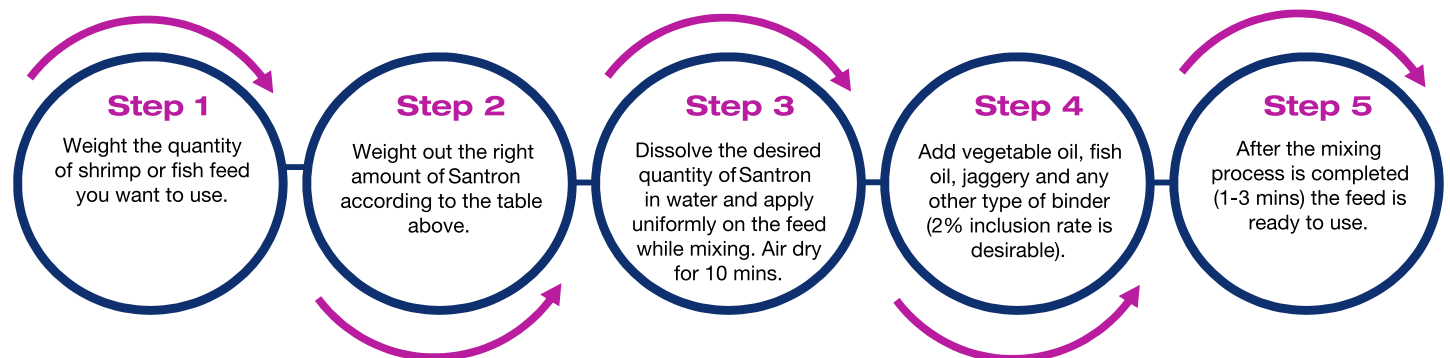 Step 1
Weight the quantity
of shrimp or fish feed
you want to use.
Step 2
Weight out the right
amount of Santron
according to the table
above.
Step 3
Dissolve the desired
quantity of Santron
in water and apply
uniformly on the feed
while mixing. Air dry
for 10 mins.
Step 4
Add vegetable oil, fish
oil, jaggery and any
other type of binder
(2% inclusion rate is
desirable).
Step 5
After the mixing
process is completed
(1-3 mins) the feed is
ready to use.